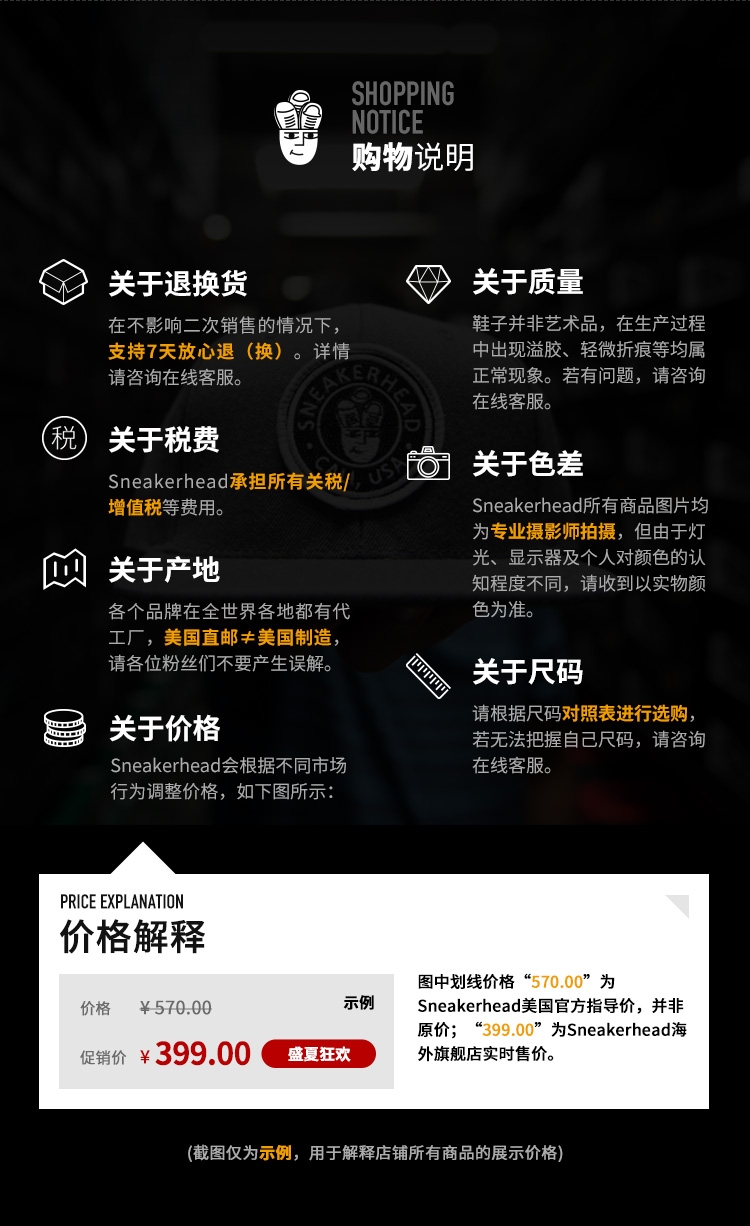 SHOPPING
NOTICE
购物说明
关于退换货
在不影响二次销售的情况下，
支持7天放心退（换）。详情
请咨询在线客服。
税
关于税费
Sneakerhead承担所有关税/
增值税等费用。
关于产地
各个品牌在全世界各地都有代
工厂，美国直邮≠美国制造，
请各位粉丝们不要产生误解。
关于价格
Sneakerhead会根据不同市场
行为调整价格，如下图所示：
关于质量
鞋子并非艺术品，在生产过程
中出现溢胶、轻微折痕等均属
正常现象。若有问题，请咨询
在线客服。
关于色差
Sneakerhead所有商品图片均
为专业摄影师拍摄，但由于灯
光、显示器及个人对颜色的认
知程度不同，请收到以实物颜
色为准。
关于尺码
请根据尺码对照表进行选购，
若无法把握自己尺码，请咨询
在线客服。
SNEAKERHEAD
USA
PRICE EXPLANATION
价格解释
价格 ¥570.00 示例
促销价 ¥399.00 盛夏狂欢
图中划线价格“570.00”为
Sneakerhead美国官方指导价，并非
原价；“399.00”为Sneakerhead海
外旗舰店实时售价。
(截图仅为示例，用于解释店铺所有商品的展示价格)